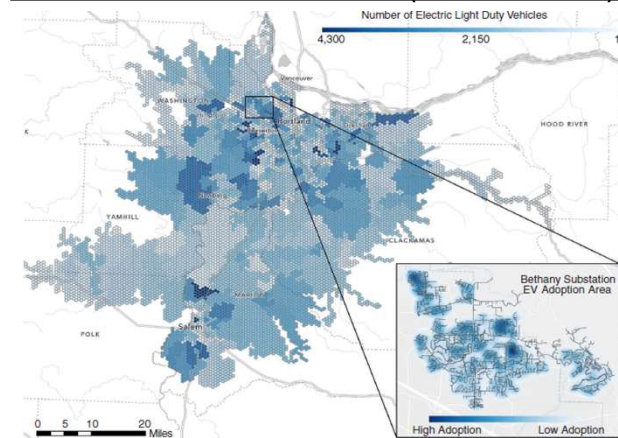 Number of Electric Light Duty Vehicles
4,300 2,150 1
Vancouver
WASHINGTON
HOOD RIVER
YAMHILL
CLACKAMAS
Salem
POLK
Bethany Substation
EV Adoption Area
0 5 10 20
Miles
High Adoption Low Adoption